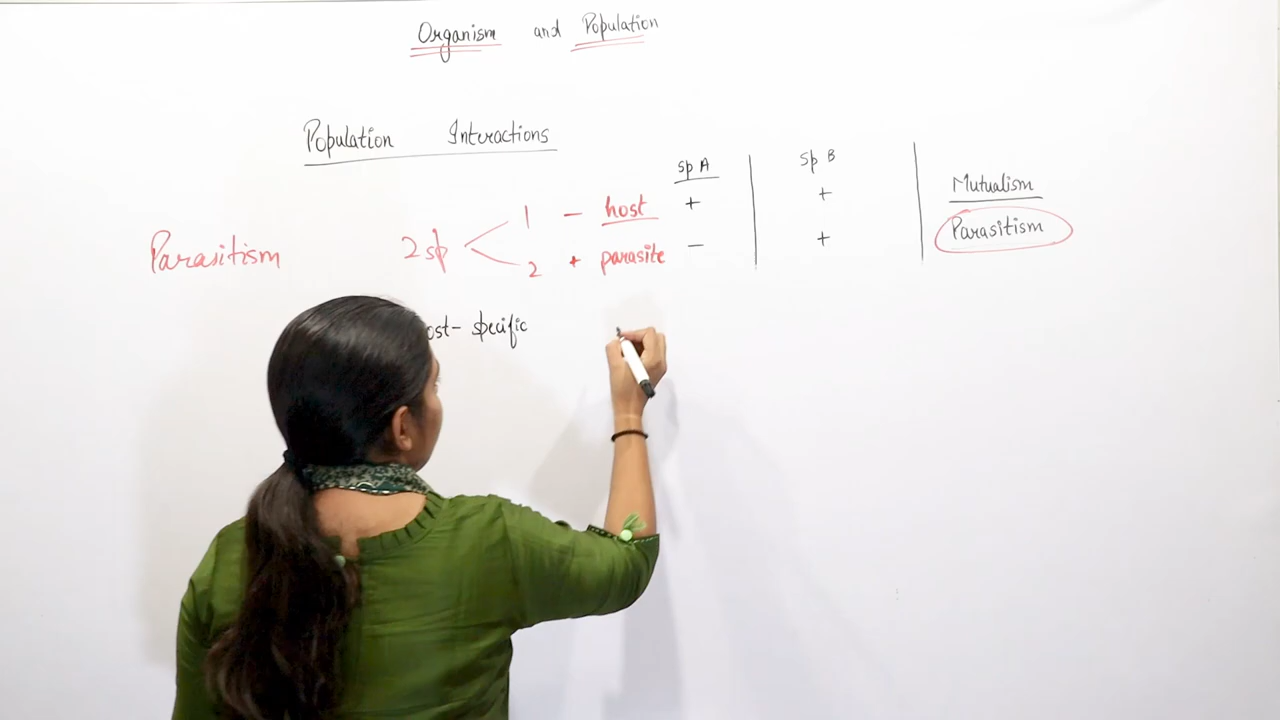 Organism and Population
Population Interactions
sp A sp B
+ + Mutualism
- + Parasitism
Parasitism 2 sp 1 - host
2 + parasite
ost- specific